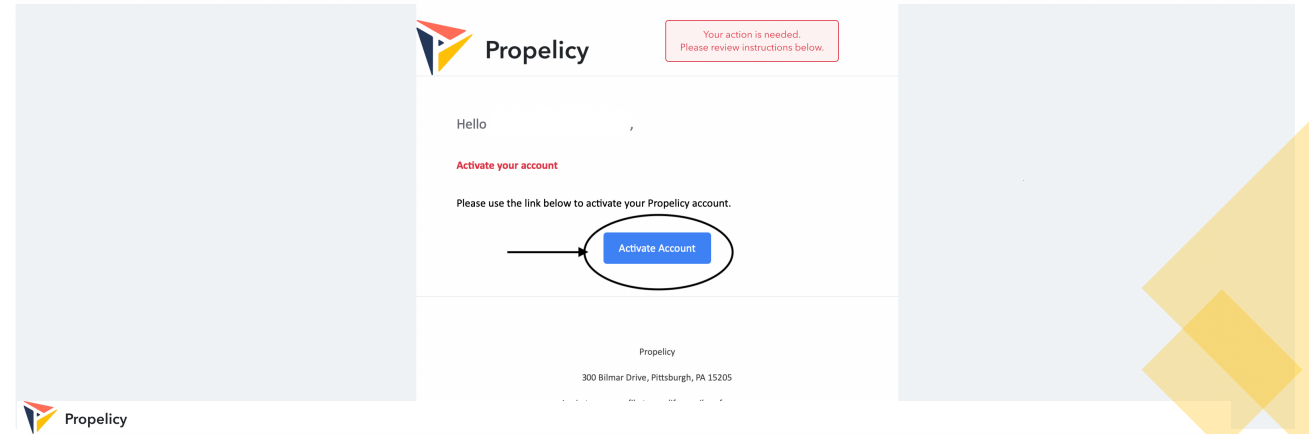 Propelicy
Your action is needed.
Please review instructions below.
Hello ,
Activate your account
Please use the link below to activate your Propelicy account.
Activate Account
Propelicy
300 Bilmar Drive, Pittsburgh, PA 15205
Propelicy